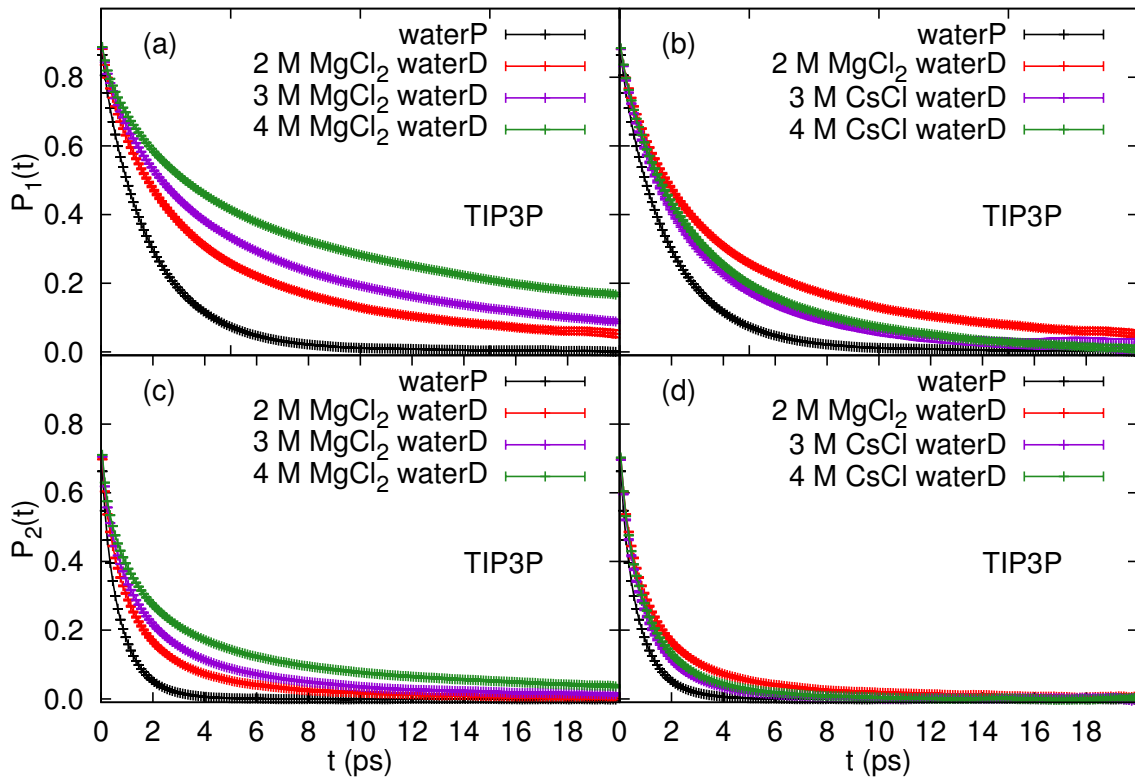 (a)
waterP
2 M MgCl2 waterD
3 M MgCl2 waterD
4 M MgCl2 waterD
TIP3P
P1(t)
0.8
0.6
0.4
0.2
0.0
(b)
waterP
2 M MgCl2 waterD
3 M CsCl waterD
4 M CsCl waterD
TIP3P
(c)
waterP
2 M MgCl2 waterD
3 M MgCl2 waterD
4 M MgCl2 waterD
TIP3P
P2(t)
0.8
0.6
0.4
0.2
0.0
0 2 4 6 8 10 12 14 16 18
t (ps)
(d)
waterP
2 M MgCl2 waterD
3 M CsCl waterD
4 M CsCl waterD
TIP3P
0 2 4 6 8 10 12 14 16 18
t (ps)